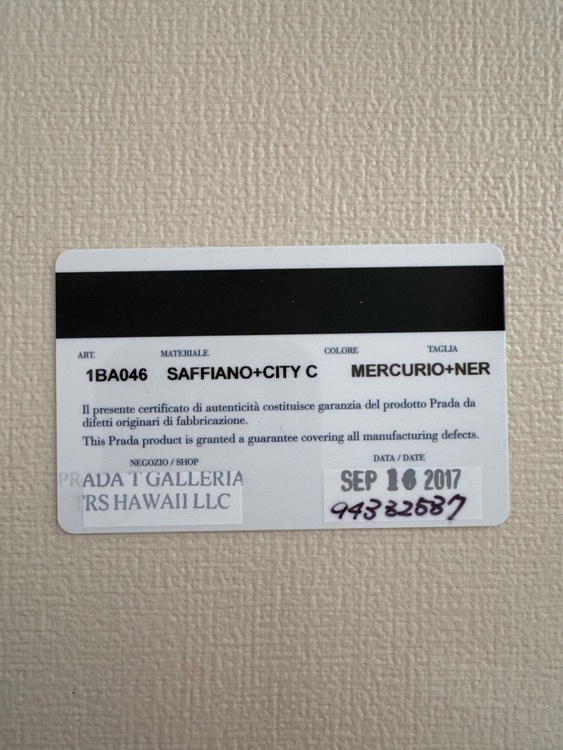 ART. MATERIALE COLORE TAGLIA
1BA046 SAFFIANO+CITY C MERCURIO+NER
Il presente certificato di autenticità costituisce garanzia del prodotto Prada da
difetti originari di fabbricazione.
This Prada product is granted a guarantee covering all manufacturing defects.
NEGOZIO / SHOP DATA / DATE
PRADA T GALLERIA SEP 16 2017
TRS HAWAII LLC 94382587